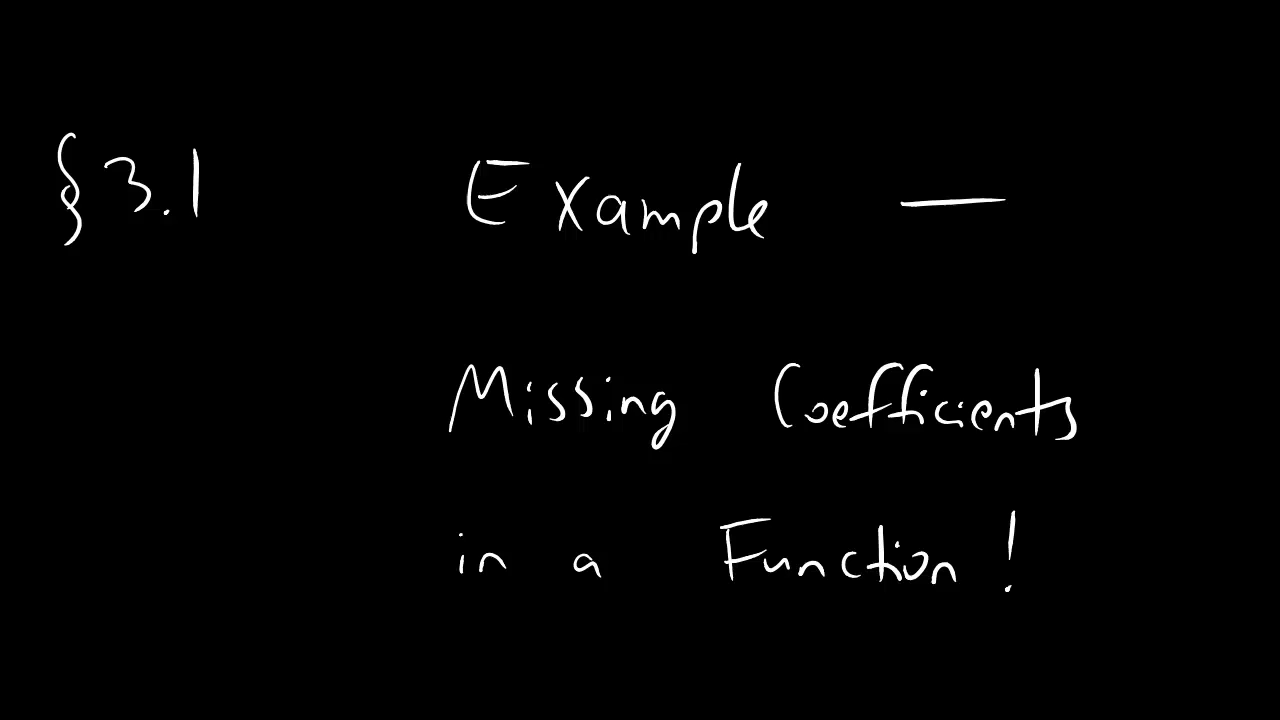 § 3.1 Example —
Missing Coefficients
in a Function!